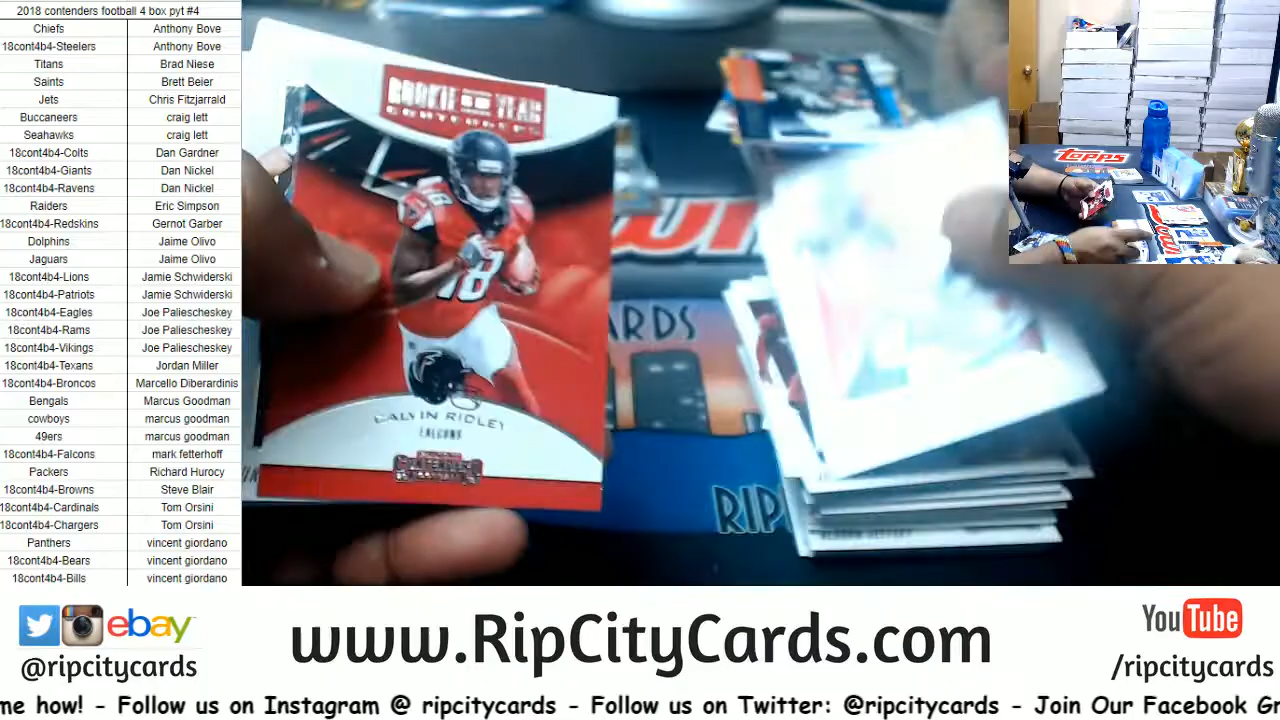 2018 contenders football 4 box pyt #4
Chiefs Anthony Bove
18cont4b4-Steelers Anthony Bove
Titans Brad Niese
Saints Brett Beier
Jets Chris Fitzjarrald
Buccaneers craig lett
Seahawks craig lett
18cont4b4-Colts Dan Gardner
18cont4b4-Giants Dan Nickel
18cont4b4-Ravens Dan Nickel
Raiders Eric Simpson
18cont4b4-Redskins Gernot Garber
Dolphins Jaime Olivo
Jaguars Jaime Olivo
18cont4b4-Lions Jamie Schwiderski
18cont4b4-Patriots Jamie Schwiderski
18cont4b4-Eagles Joe Paliescheskey
18cont4b4-Rams Joe Paliescheskey
18cont4b4-Vikings Joe Paliescheskey
18cont4b4-Texans Jordan Miller
18cont4b4-Broncos Marcello Diberardinis
Bengals Marcus Goodman
cowboys marcus goodman
49ers marcus goodman
18cont4b4-Falcons mark fetterhoff
Packers Richard Hurocy
18cont4b4-Browns Steve Blair
18cont4b4-Cardinals Tom Orsini
18cont4b4-Chargers Tom Orsini
Panthers vincent giordano
18cont4b4-Bears vincent giordano
18cont4b4-Bills vincent giordano
ROOKIE OF THE YEAR
CONTENDERS
18
CALVIN RIDLEY
FALCONS
CONTENDERS
ARDS
RIP
topps
ebay
@ripcitycards
www.RipCityCards.com
YouTube
/ripcitycards
me how! - Follow us on Instagram @ ripcitycards - Follow us on Twitter: @ripcitycards - Join Our Facebook Gr